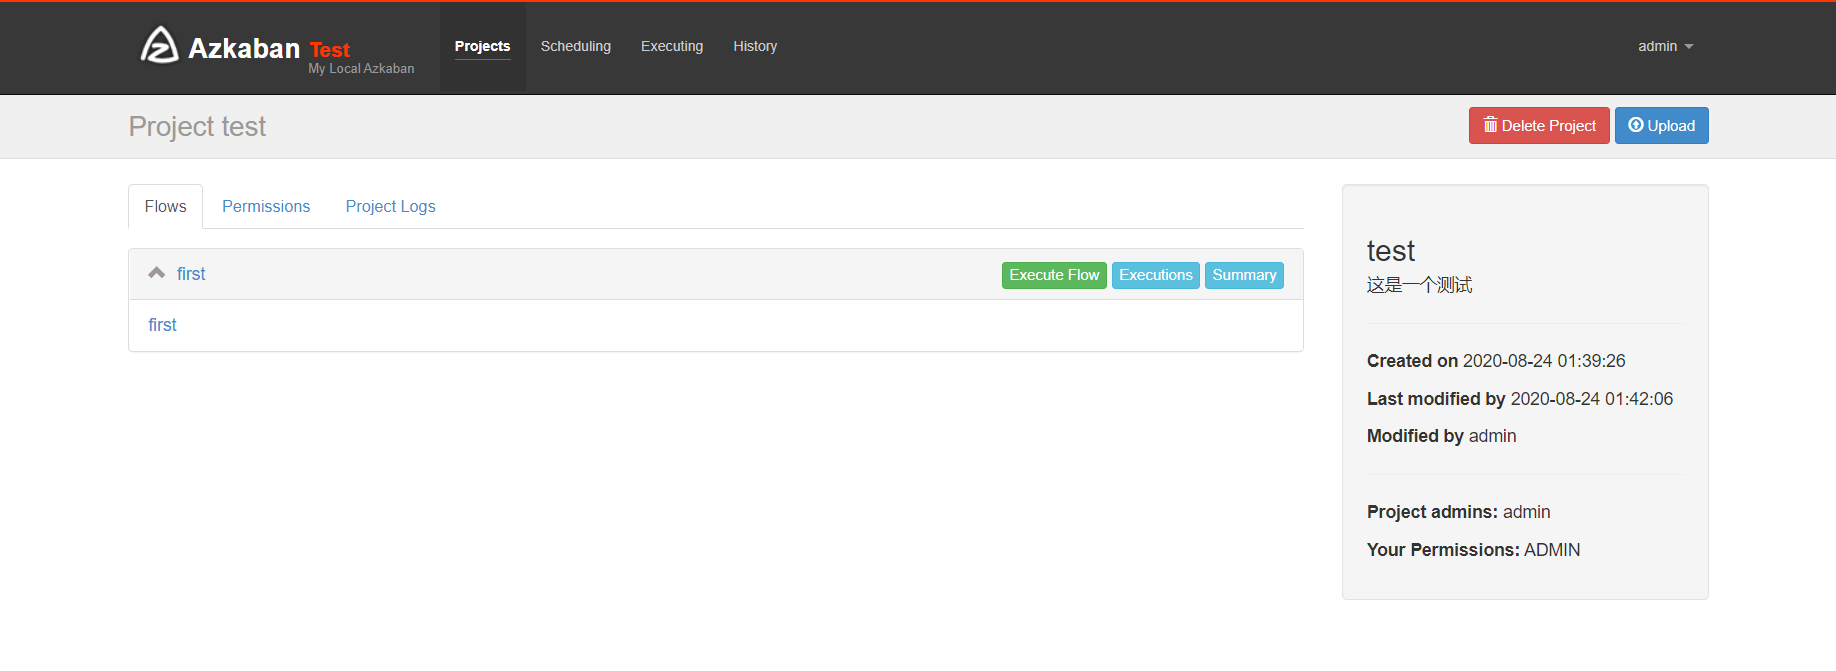 Azkaban Test
My Local Azkaban
Projects Scheduling Executing History
admin
Project test
Delete Project Upload
Flows Permissions Project Logs
first
Execute Flow Executions Summary
first
test
这是一个测试
Created on 2020-08-24 01:39:26
Last modified by 2020-08-24 01:42:06
Modified by admin
Project admins: admin
Your Permissions: ADMIN